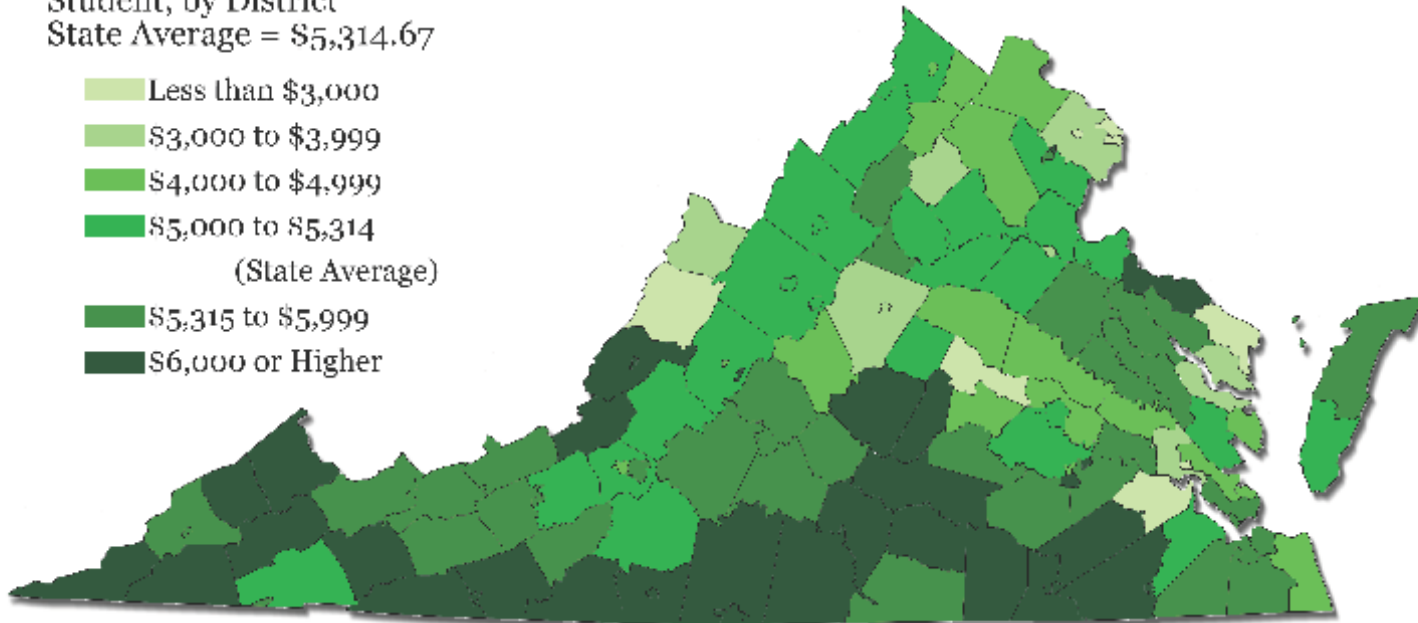 Student, by District
State Average = $5,314.67
Less than $3,000
$3,000 to $3,999
$4,000 to $4,999
$5,000 to $5,314
(State Average)
$5,315 to $5,999
$6,000 or Higher